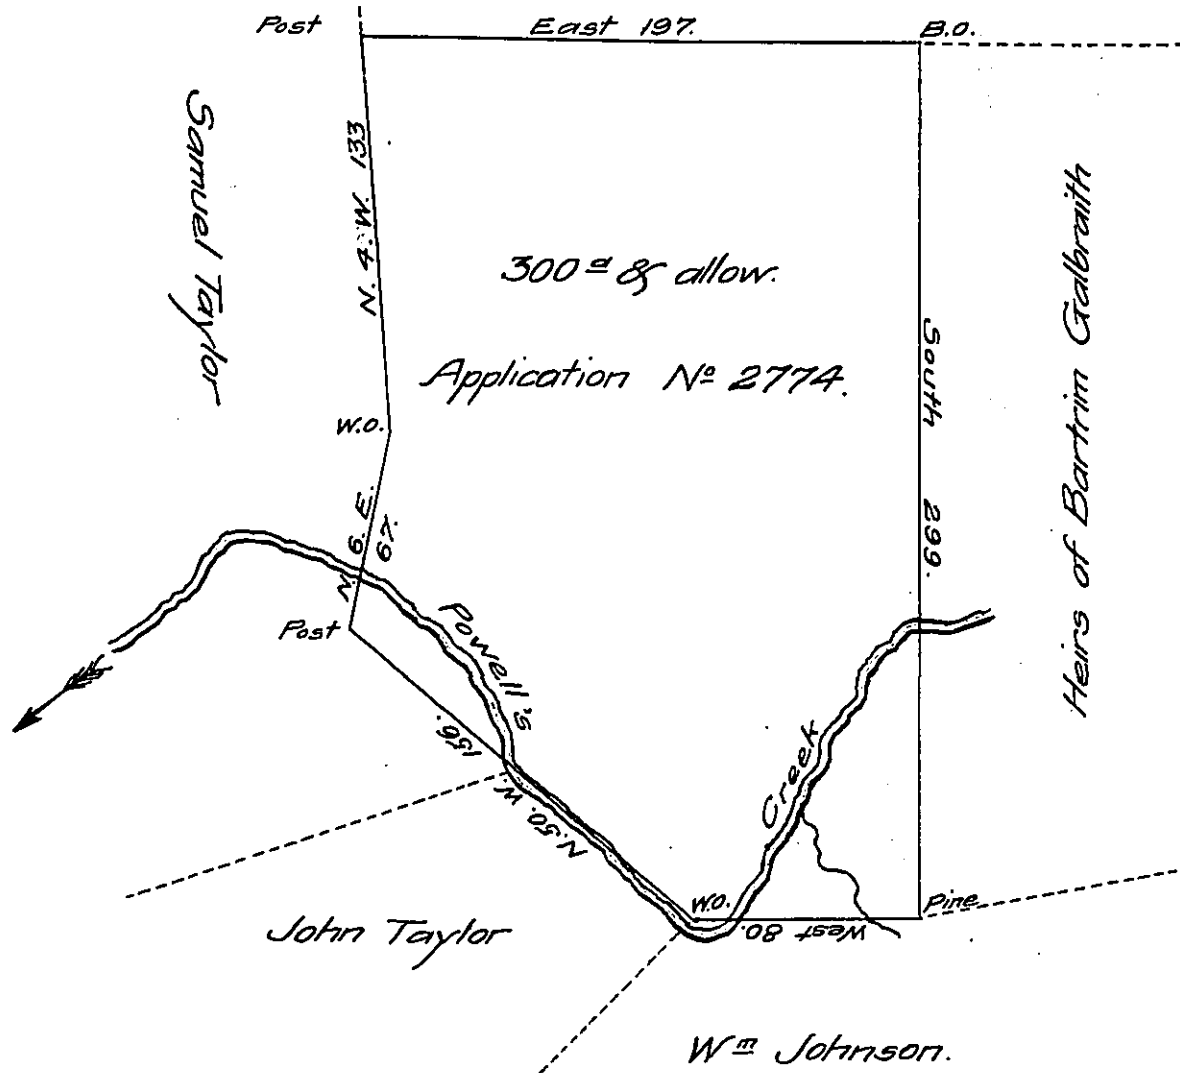 Post
East 197.
B.O.
Samuel Taylor
N. 4. W. 133
300 a & allow.
Application No 2774.
South 299.
Heirs of Bartrim Galbraith
W.O.
N. 6. E. 67.
Post
Powell's
Creek
N. 50. W. 156.
W.O.
West 80.
Pine
John Taylor
Wm Johnson.